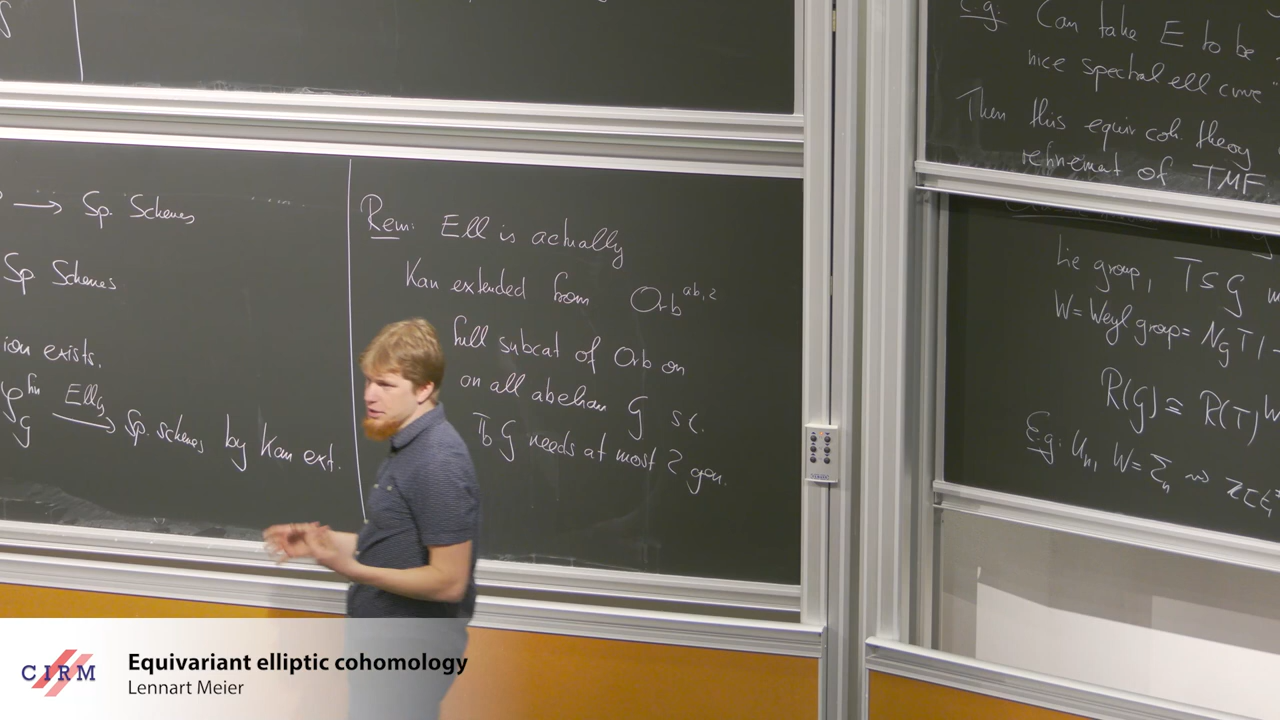 → Sp. Schemes
Sp Schemes
ion exists.
G Ell_G → Sp. schemes by Kan ext.
Rem: Ell is actually
Kan extended from Orb^{ab,2}
full subcat of Orb on
on all abelian G s.t.
π₀G needs at most 2 gen.
E.g.: Can take E to be
nice spectral ell curve
Then this equiv coh theory
refinement of TMF
Lie group, T ≤ G
W = Weyl group = N_G T /
R(G) ≅ R(T)^W
E.g: U_n, W = Σ_n ⇝
CIRM
Equivariant elliptic cohomology
Lennart Meier